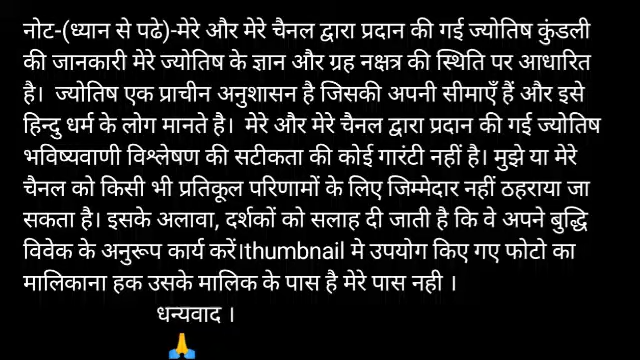 नोट-(ध्यान से पढे)-मेरे और मेरे चैनल द्वारा प्रदान की गई ज्योतिष कुंडली
की जानकारी मेरे ज्योतिष के ज्ञान और ग्रह नक्षत्र की स्थिति पर आधारित
है। ज्योतिष एक प्राचीन अनुशासन है जिसकी अपनी सीमाएँ हैं और इसे
हिन्दु धर्म के लोग मानते है। मेरे और मेरे चैनल द्वारा प्रदान की गई ज्योतिष
भविष्यवाणी विश्लेषण की सटीकता की कोई गारंटी नहीं है। मुझे या मेरे
चैनल को किसी भी प्रतिकूल परिणामों के लिए जिम्मेदार नहीं ठहराया जा
सकता है। इसके अलावा, दर्शकों को सलाह दी जाती है कि वे अपने बुद्धि
विवेक के अनुरूप कार्य करें।thumbnail मे उपयोग किए गए फोटो का
मालिकाना हक उसके मालिक के पास है मेरे पास नही ।
धन्यवाद ।
🙏